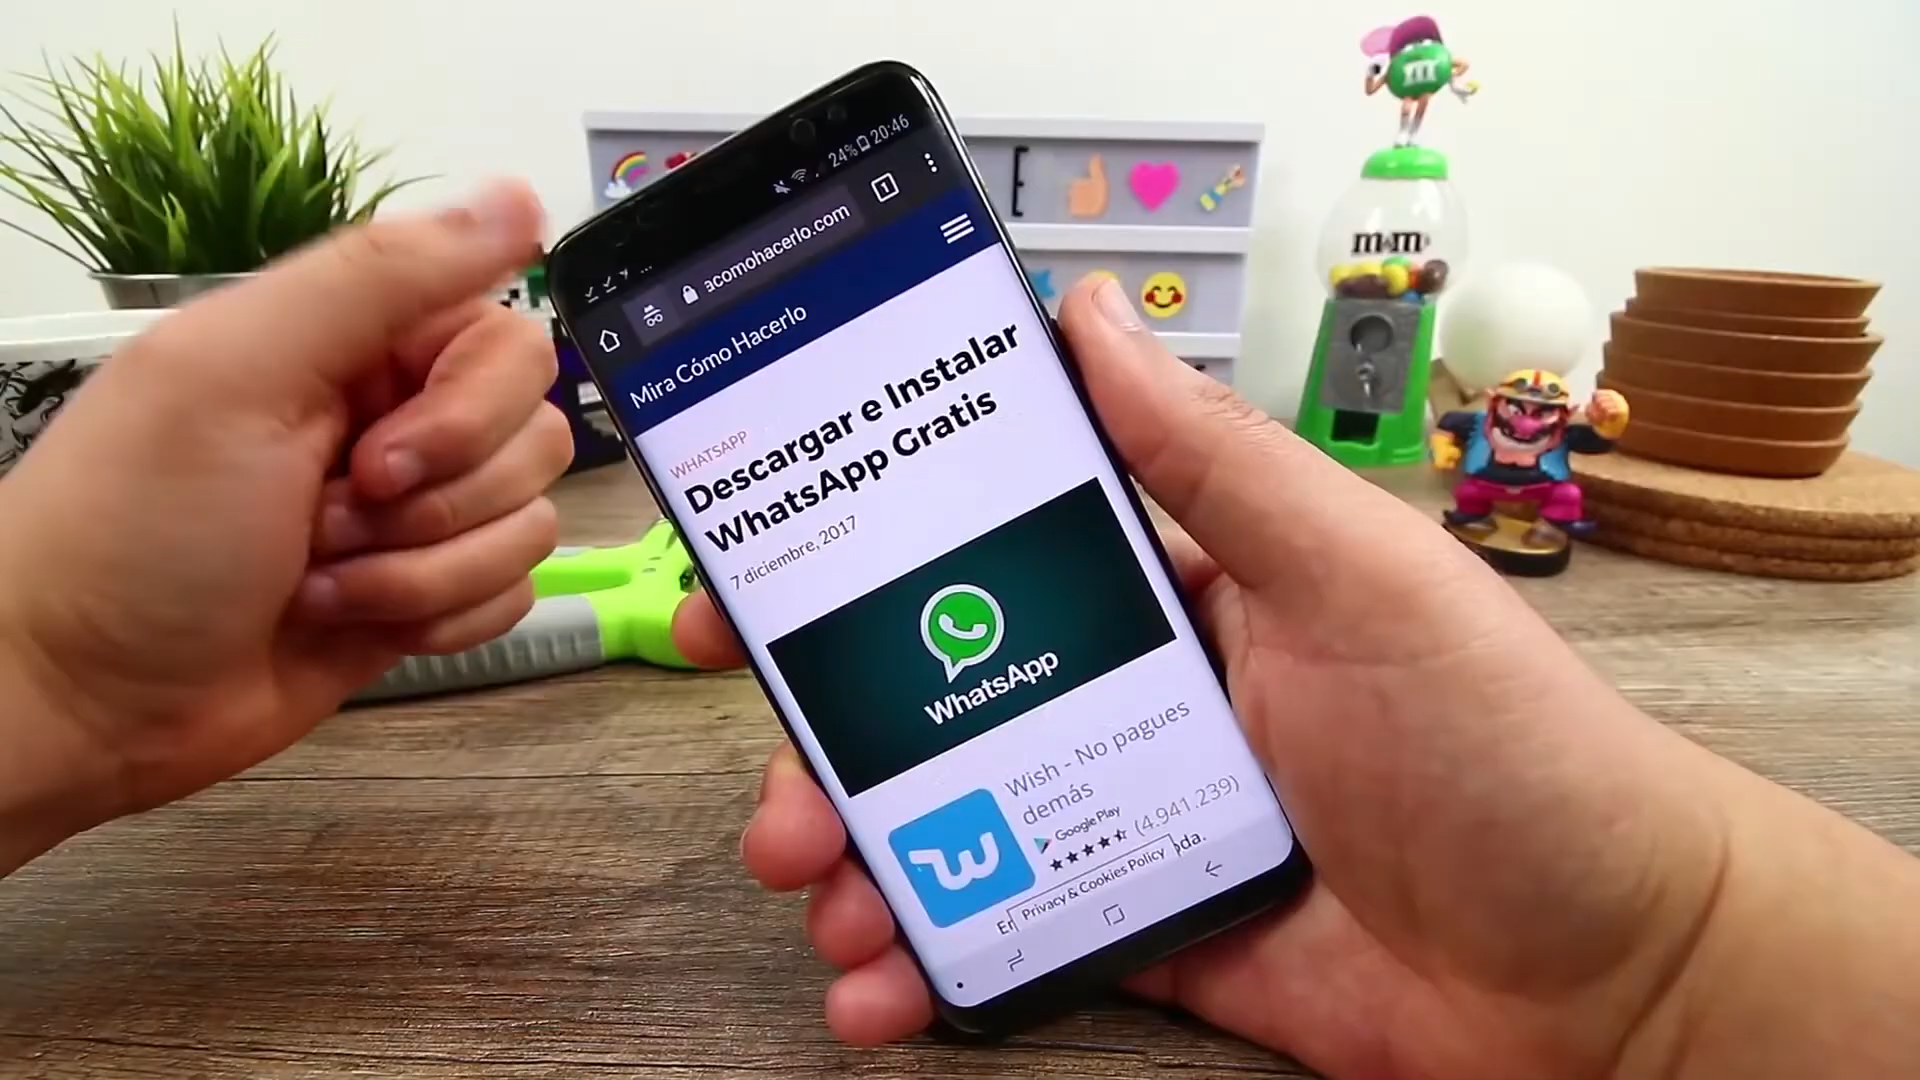 24% 20:46
acomohacerlo.com
1
Mira Cómo Hacerlo
WHATSAPP
Descargar e Instalar
WhatsApp Gratis
7 diciembre, 2017
WhatsApp
Wish - No pagues
demás
Google Play
(4.941.239)
Privacy & Cookies Policy
E
m&m's